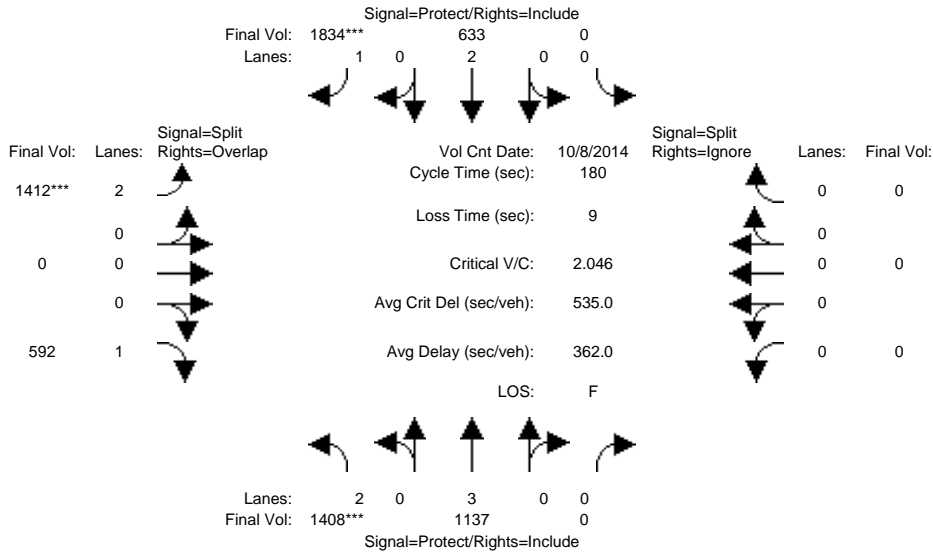 Signal=Protect/Rights=Include
Final Vol: 1834*** 633 0
Lanes: 1 0 2 0 0
Signal=Split
Final Vol: Lanes: Rights=Overlap
Vol Cnt Date: 10/8/2014
Signal=Split
Rights=Ignore Lanes: Final Vol:
Cycle Time (sec): 180
1412*** 2 0 0
Loss Time (sec): 9
0 0
0 0 Critical V/C: 2.046 0 0
0 Avg Crit Del (sec/veh): 535.0 0
592 1 Avg Delay (sec/veh): 362.0 0 0
LOS: F
Lanes: 2 0 3 0 0
Final Vol: 1408*** 1137 0
Signal=Protect/Rights=Include